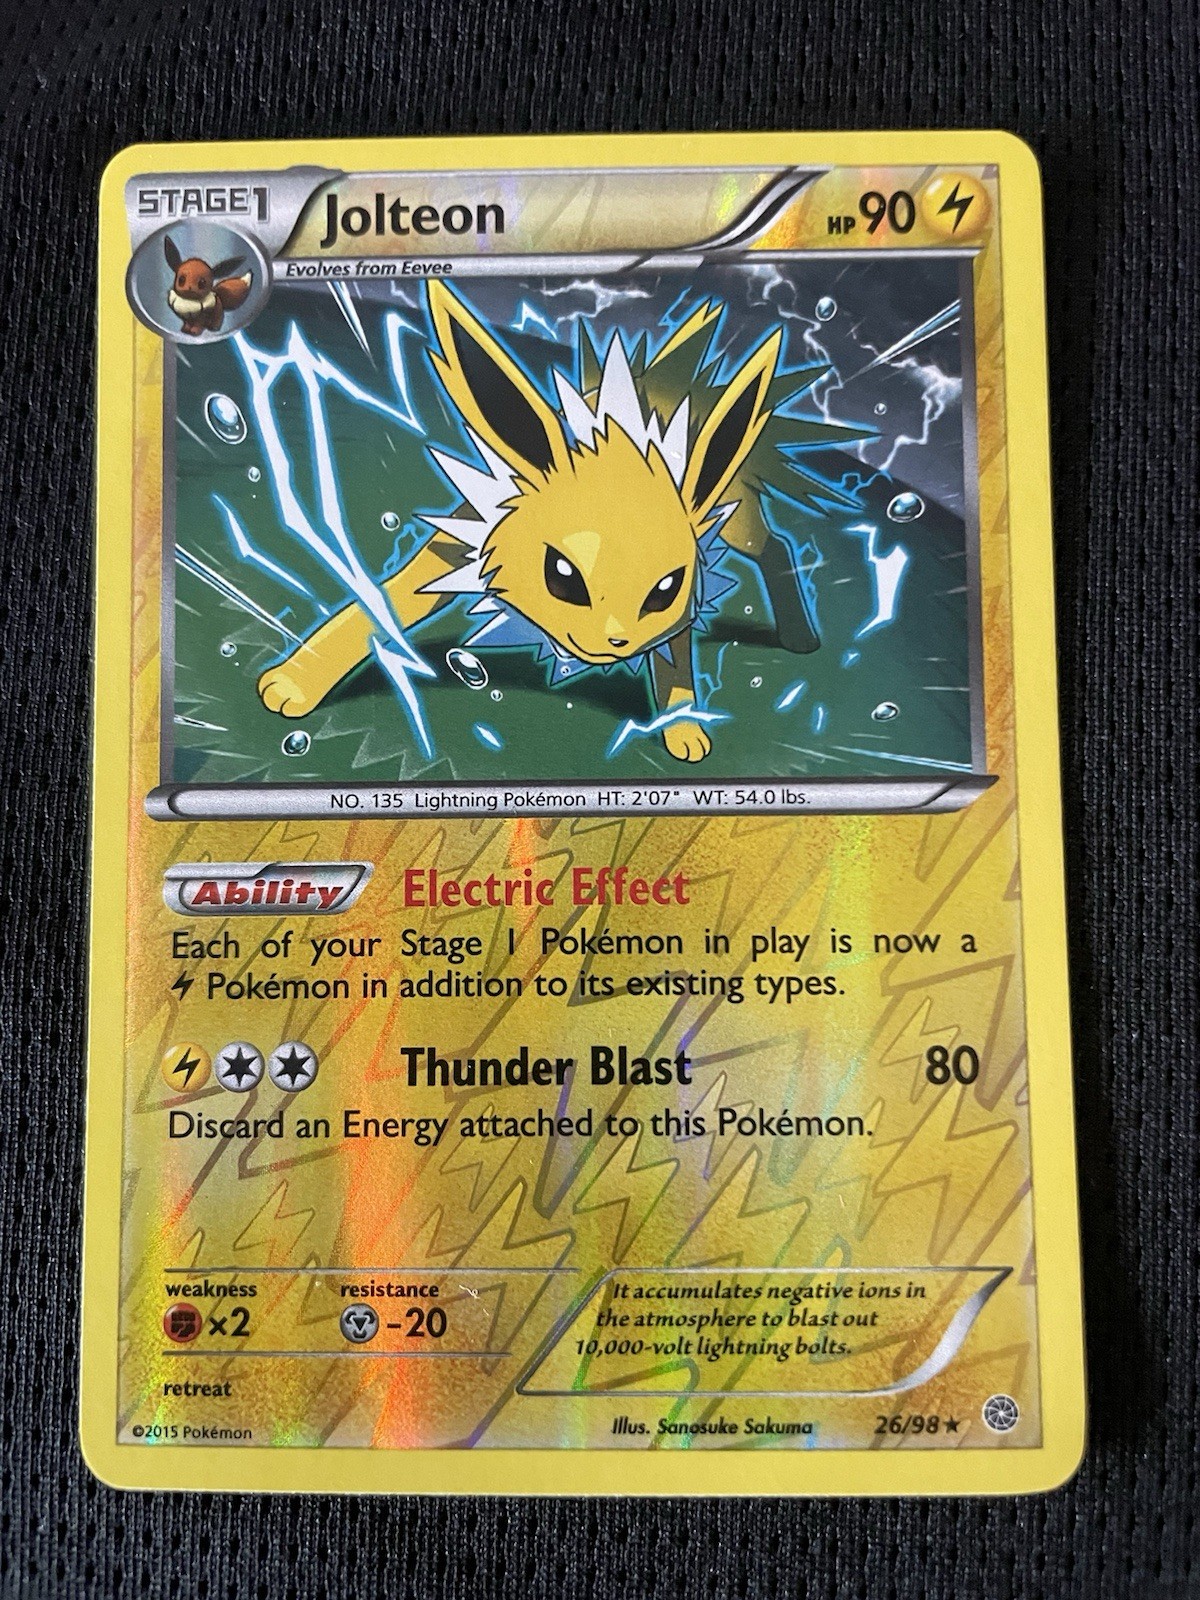 STAGE1
Jolteon
HP 90
Evolves from Eevee
NO. 135 Lightning Pokémon HT: 2'07" WT: 54.0 lbs.
Ability Electric Effect
Each of your Stage 1 Pokémon in play is now a
Pokémon in addition to its existing types.
Thunder Blast 80
Discard an Energy attached to this Pokémon.
weakness resistance
×2 -20
It accumulates negative ions in
the atmosphere to blast out
10,000-volt lightning bolts.
retreat
©2015 Pokémon
Illus. Sanosuke Sakuma
26/98★